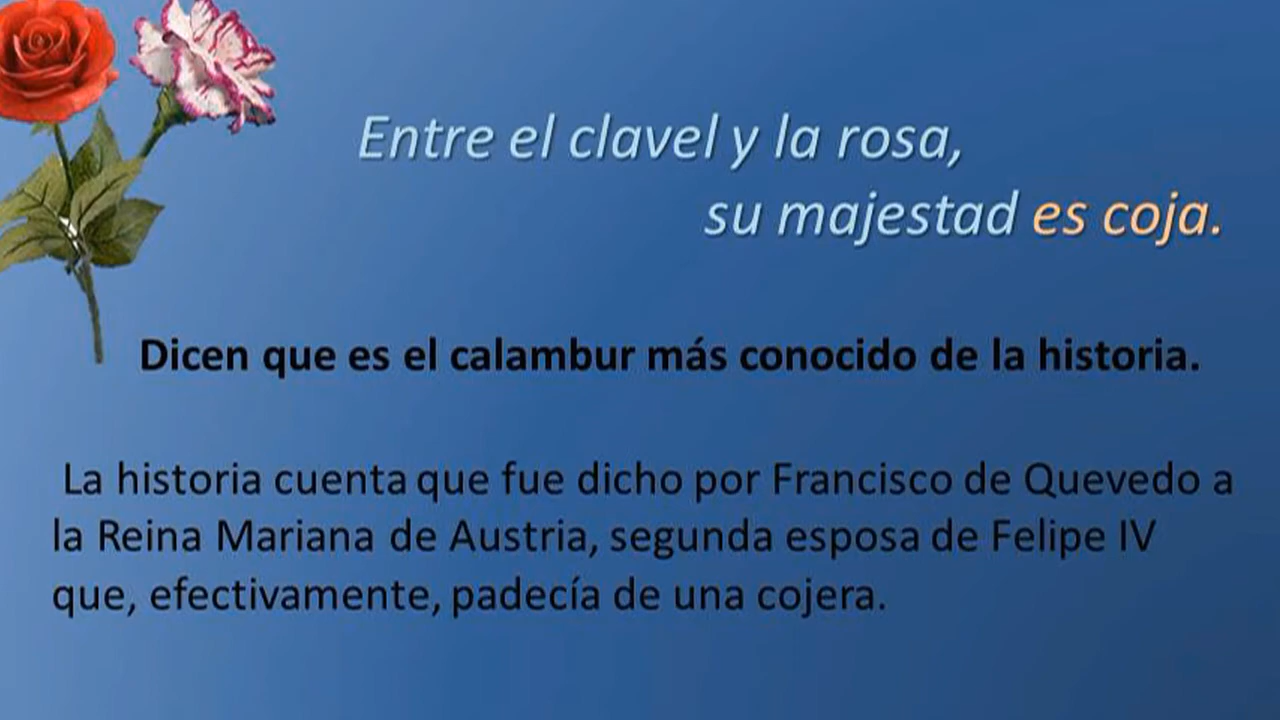 Entre el clavel y la rosa,
su majestad es coja.
Dicen que es el calambur más conocido de la historia.
La historia cuenta que fue dicho por Francisco de Quevedo a
la Reina Mariana de Austria, segunda esposa de Felipe IV
que, efectivamente, padecía de una cojera.